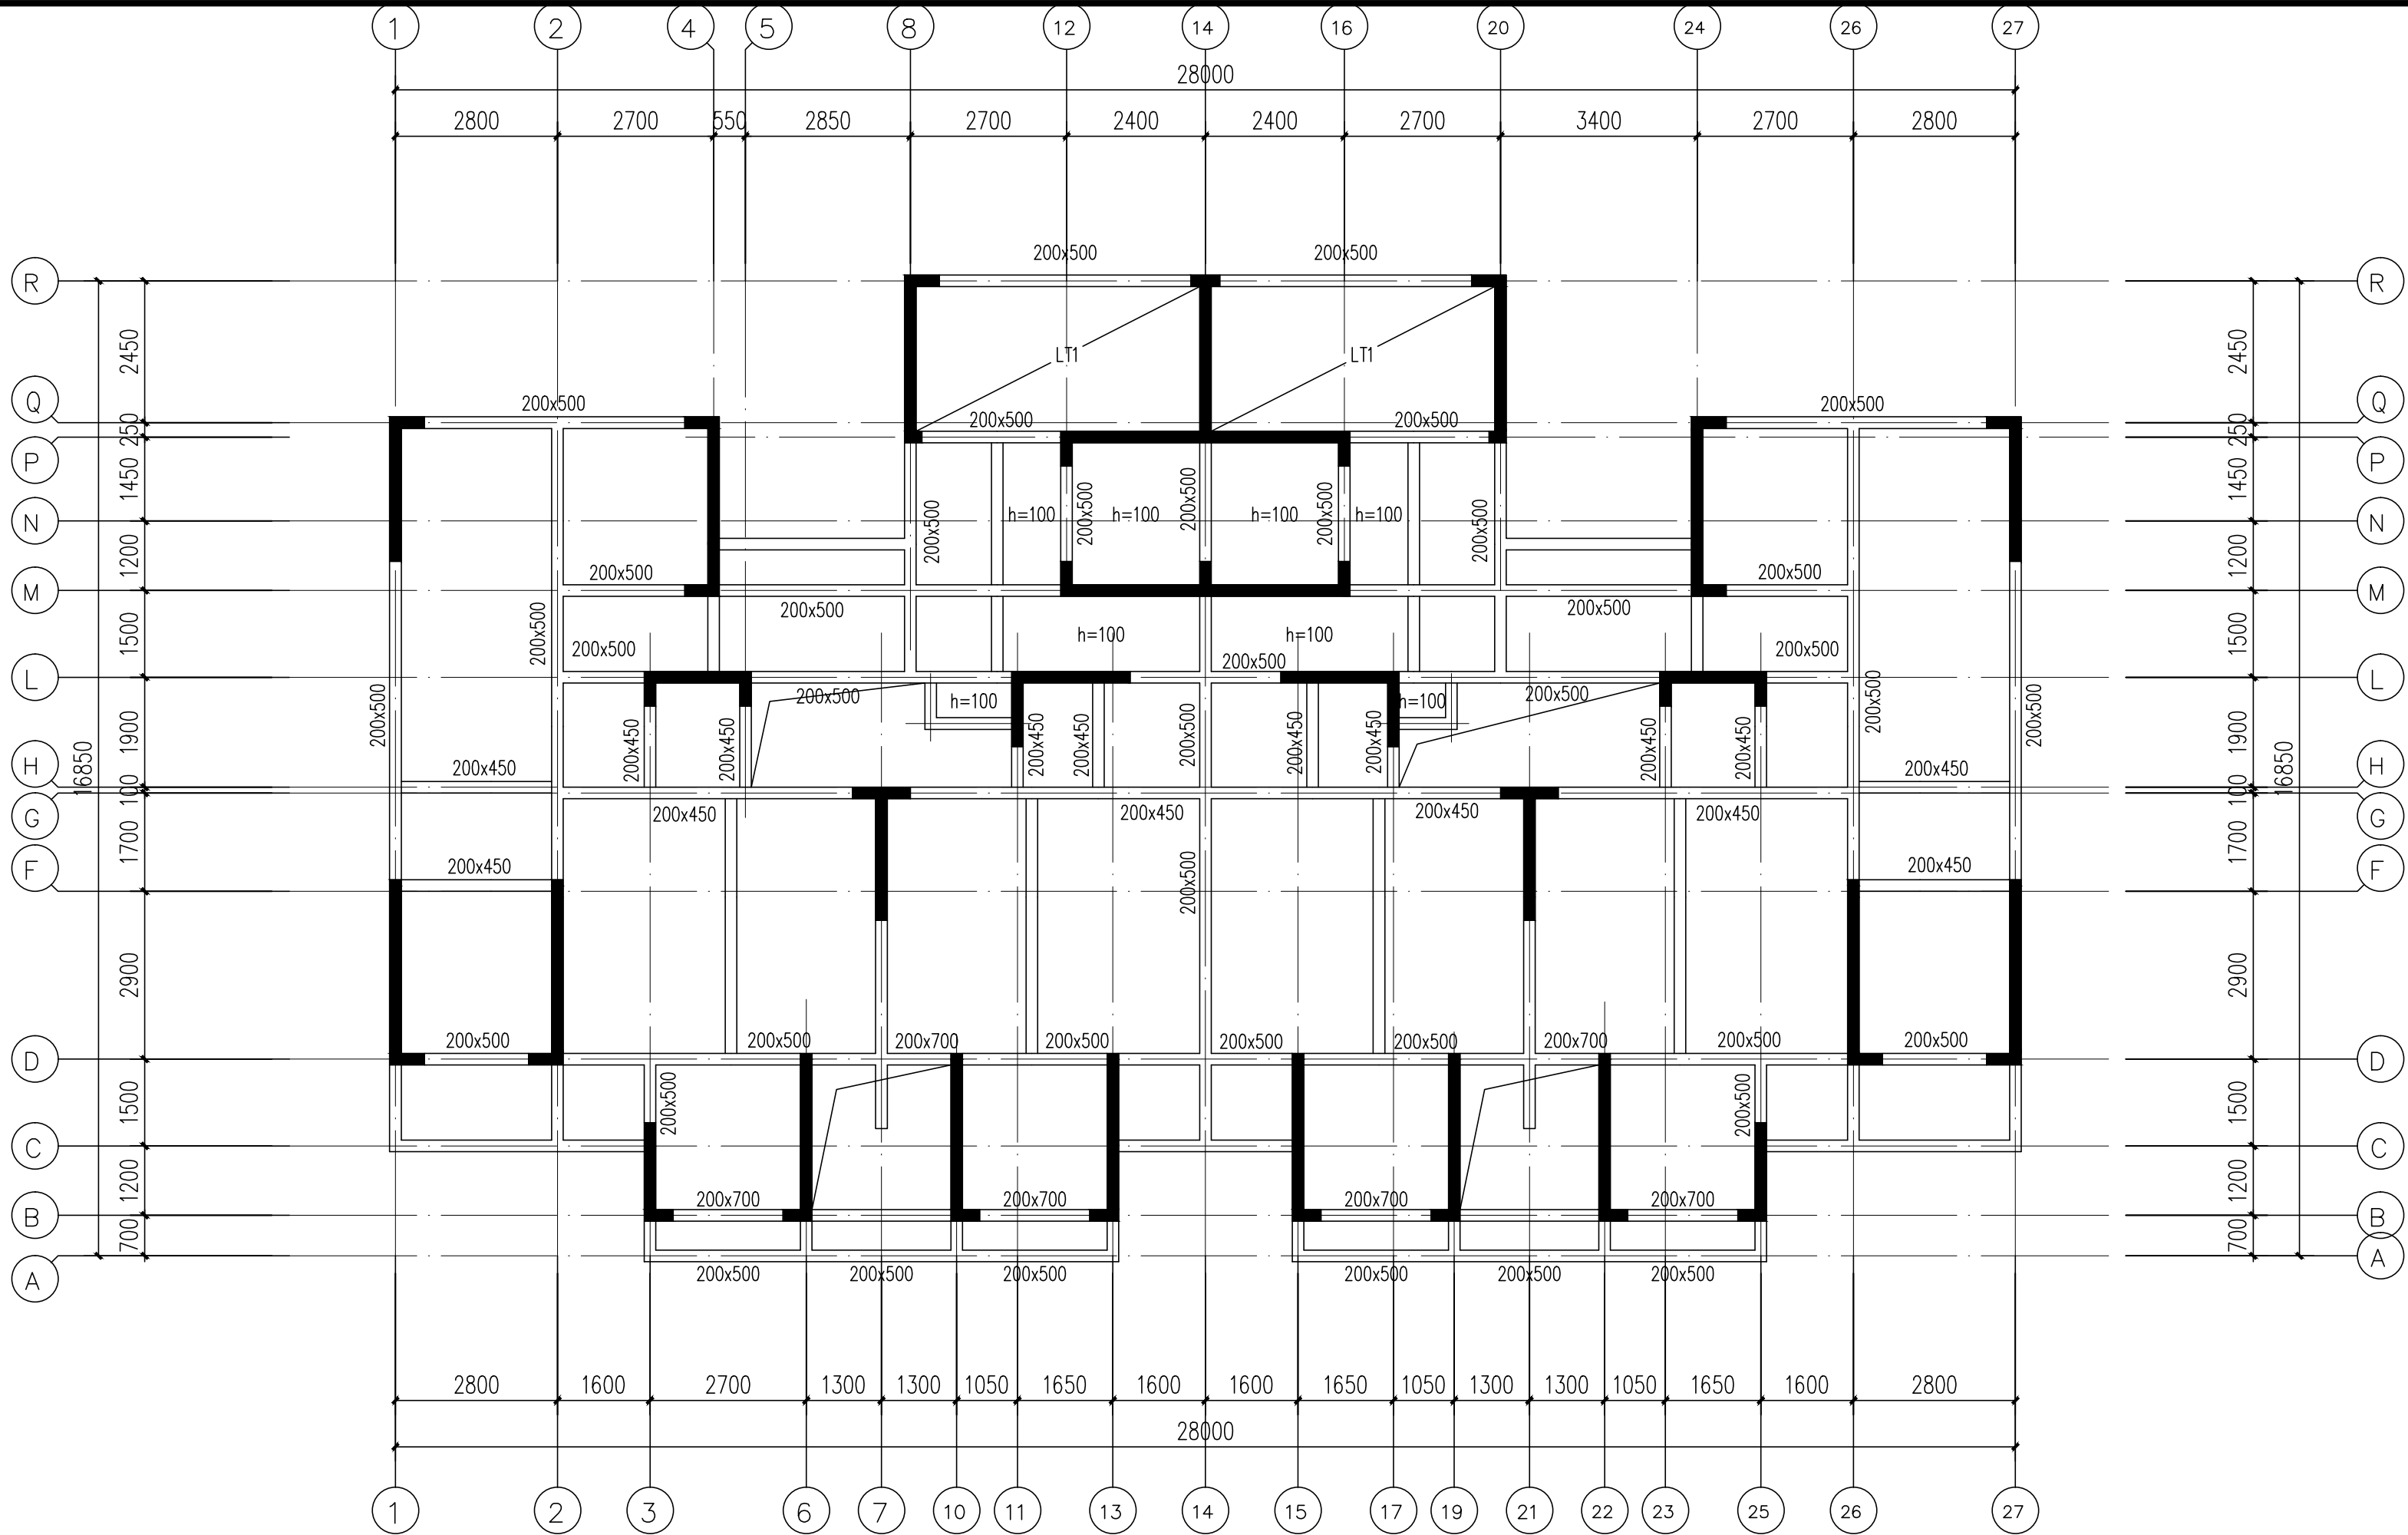 1 2 4 5 8 12 14 16 20 24 26 27
28000
2800 2700 550 2850 2700 2400 2400 2700 3400 2700 2800
200x500 200x500
R R
2450 2450
LT1 LT1
Q 200x500 200x500 200x500 200x500 Q
250 250
P P
1450 200x500 h=100 200x500 h=100 200x500 h=100 200x500 h=100 200x500 1450
N N
1200 1200
M 200x500 200x500 M
200x500 200x500
1500 200x500 h=100 h=100 1500
200x500 200x500 200x500
L L
200x500 200x500 h=100 h=100 200x500 200x500 200x500
1900 200x450 200x450 200x450 200x450 200x500 200x450 200x450 200x450 200x450 1900
16850 16850
H 200x450 200x450 H
100 100
G 200x450 200x450 200x450 200x450 G
1700 1700
F 200x450 200x500 200x450 F
2900 2900
200x500 200x500 200x700 200x500 200x500 200x500 200x700 200x500 200x500
D D
1500 200x500 200x500 1500
C C
1200 1200
200x700 200x700 200x700 200x700
B B
700 700
A A
200x500 200x500 200x500 200x500 200x500 200x500
2800 1600 2700 1300 1300 1050 1650 1600 1600 1650 1050 1300 1300 1050 1650 1600 2800
28000
1 2 3 6 7 10 11 13 14 15 17 19 21 22 23 25 26 27